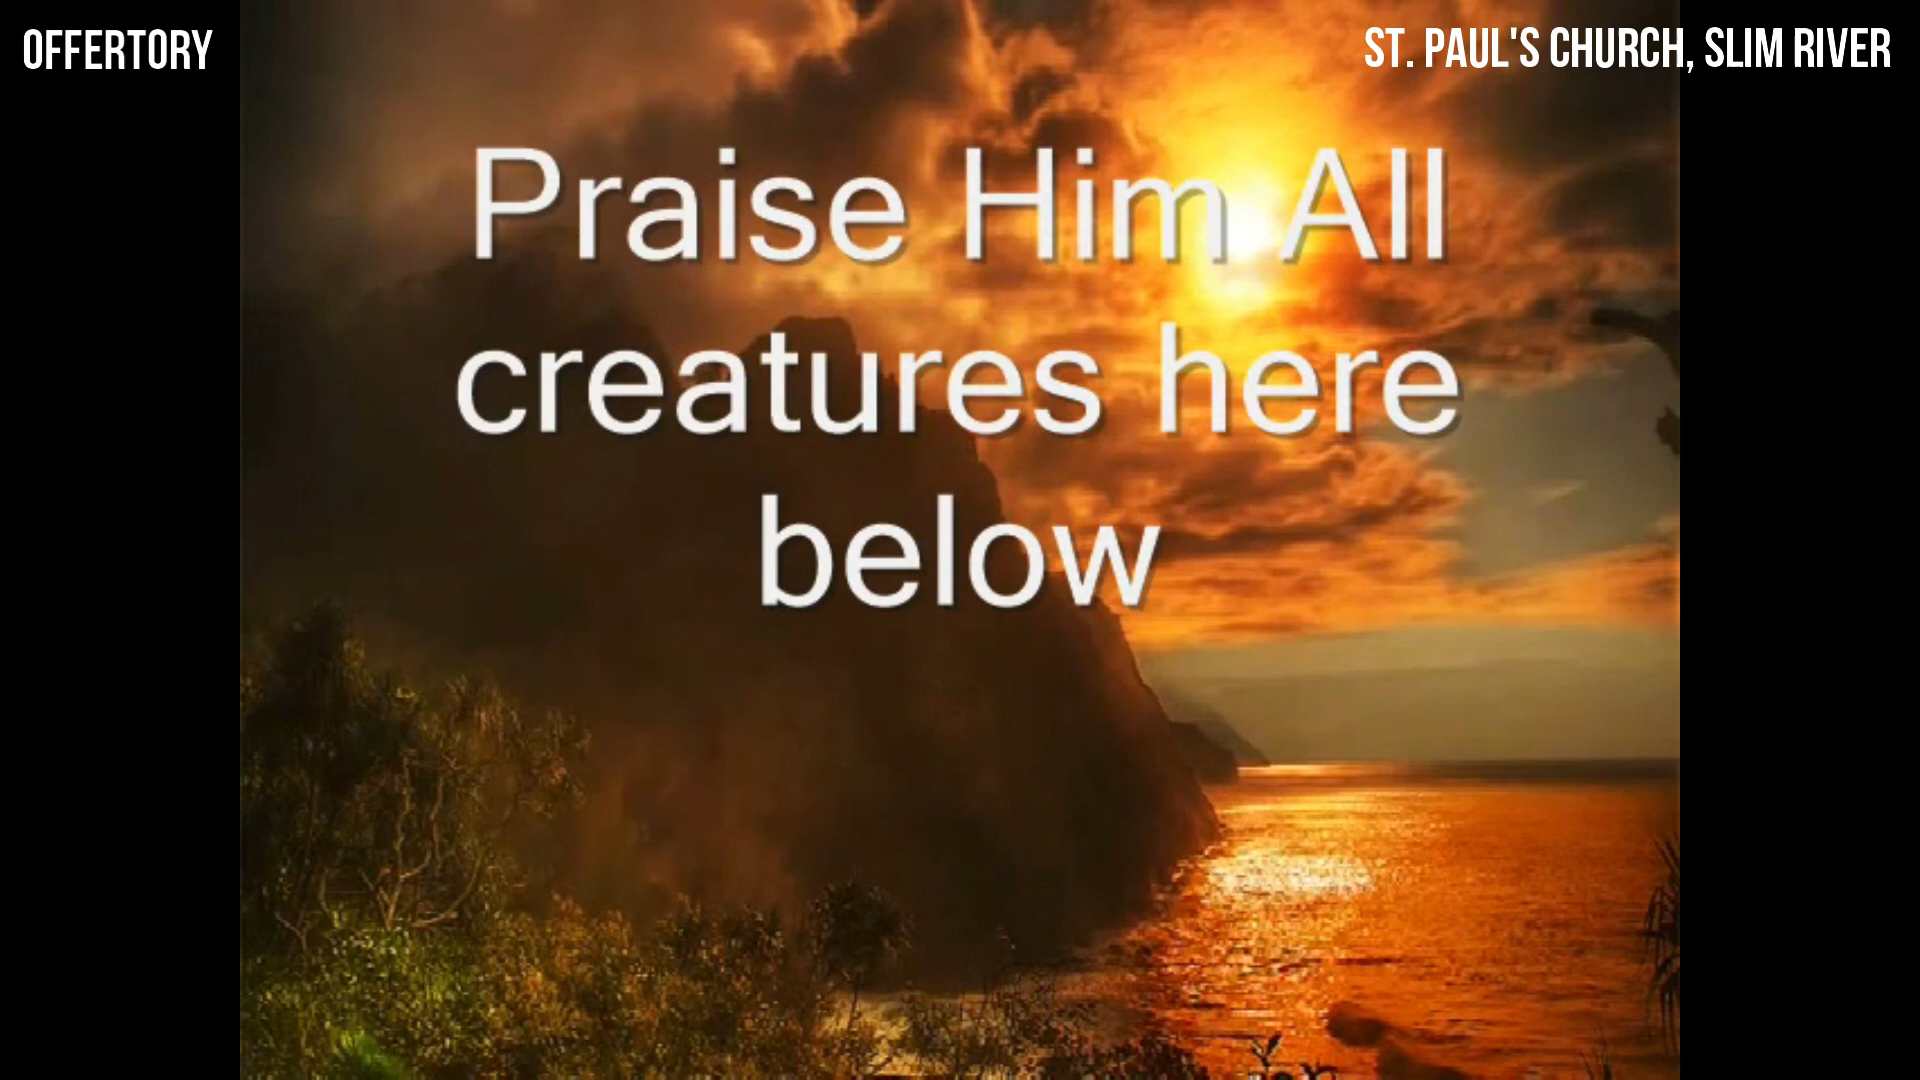 OFFERTORY
ST. PAUL'S CHURCH, SLIM RIVER
Praise Him All
creatures here
below